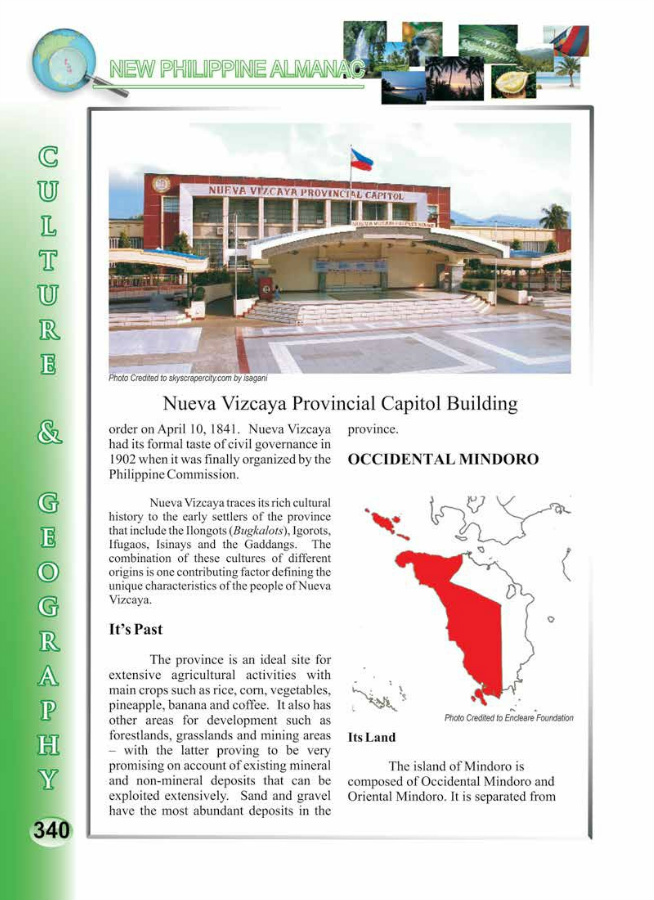 NEW PHILIPPINE ALMANAC
CULTURE & GEOGRAPHY
NUEVA VIZCAYA PROVINCIAL CAPITOL
Photo Credited to skyscrapercity.com by isagani
Nueva Vizcaya Provincial Capitol Building
order on April 10, 1841. Nueva Vizcaya
had its formal taste of civil governance in
1902 when it was finally organized by the
Philippine Commission.
Nueva Vizcaya traces its rich cultural
history to the early settlers of the province
that include the Ilongots (Bugkalots), Igorots,
Ifugaos, Isinays and the Gaddangs. The
combination of these cultures of different
origins is one contributing factor defining the
unique characteristics of the people of Nueva
Vizcaya.
It's Past
The province is an ideal site for
extensive agricultural activities with
main crops such as rice, corn, vegetables,
pineapple, banana and coffee. It also has
other areas for development such as
forestlands, grasslands and mining areas
– with the latter proving to be very
promising on account of existing mineral
and non-mineral deposits that can be
exploited extensively. Sand and gravel
have the most abundant deposits in the
province.
OCCIDENTAL MINDORO
Photo Credited to Encleare Foundation
Its Land
The island of Mindoro is
composed of Occidental Mindoro and
Oriental Mindoro. It is separated from
340